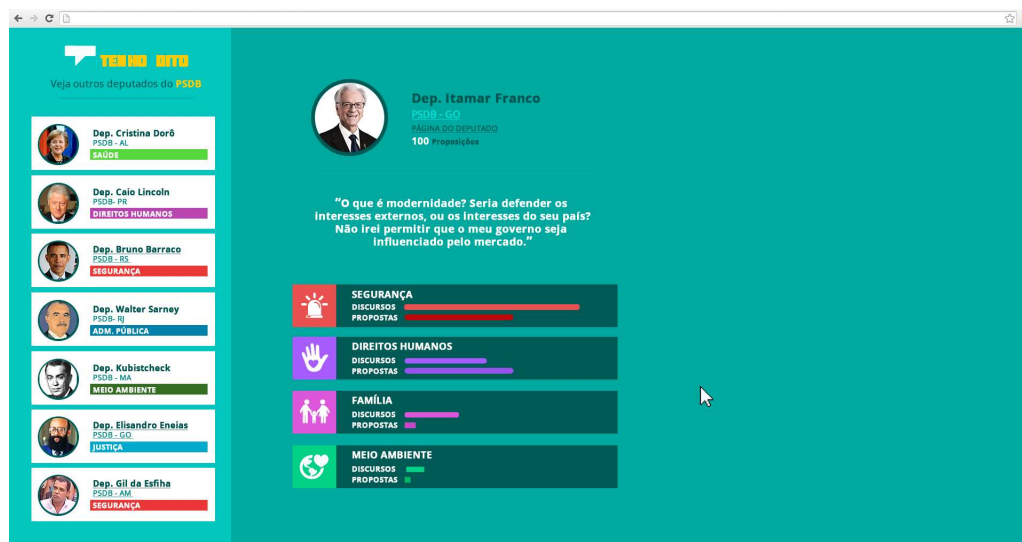 TENHO DITO
Veja outros deputados do PSDB
Dep. Cristina Dorô
PSDB - AL
SAÚDE
Dep. Caio Lincoln
PSDB- PR
DIREITOS HUMANOS
Dep. Bruno Barraco
PSDB - RS
SEGURANÇA
Dep. Walter Sarney
PSDB- RJ
ADM. PÚBLICA
Dep. Kubistcheck
PSDB - MA
MEIO AMBIENTE
Dep. Elisandro Eneias
PSDB - GO
JUSTIÇA
Dep. Gil da Esfiha
PSDB - AM
SEGURANÇA
Dep. Itamar Franco
PSDB - GO
PÁGINA DO DEPUTADO
100 Proposições
"O que é modernidade? Seria defender os
interesses externos, ou os interesses do seu país?
Não irei permitir que o meu governo seja
influenciado pelo mercado."
SEGURANÇA
DISCURSOS
PROPOSTAS
DIREITOS HUMANOS
DISCURSOS
PROPOSTAS
FAMÍLIA
DISCURSOS
PROPOSTAS
MEIO AMBIENTE
DISCURSOS
PROPOSTAS